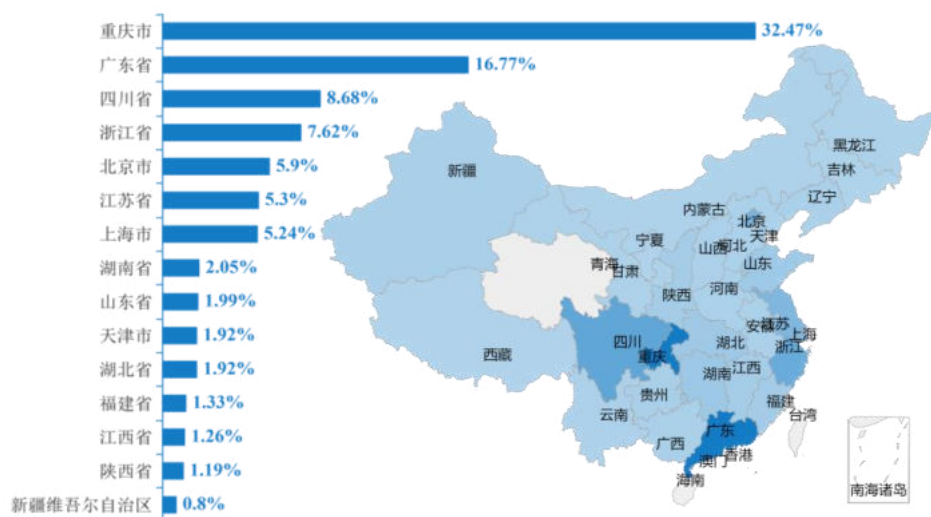 重庆市 32.47%
广东省 16.77%
四川省 8.68%
浙江省 7.62%
北京市 5.9%
江苏省 5.3%
上海市 5.24%
湖南省 2.05%
山东省 1.99%
天津市 1.92%
湖北省 1.92%
福建省 1.33%
江西省 1.26%
陕西省 1.19%
新疆维吾尔自治区 0.8%
黑龙江
吉林
辽宁
新疆
内蒙古
北京
天津
宁夏
山西
河北
青海
甘肃
山东
陕西
河南
安徽
江苏
上海
四川
湖北
浙江
重庆
西藏
湖南
江西
贵州
福建
云南
台湾
广西
广东
香港
澳门
海南
南海诸岛